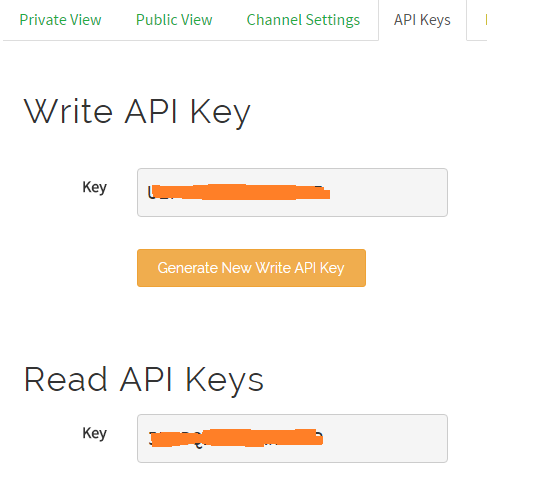 Private View Public View Channel Settings API Keys
Write API Key
Key
Generate New Write API Key
Read API Keys
Key